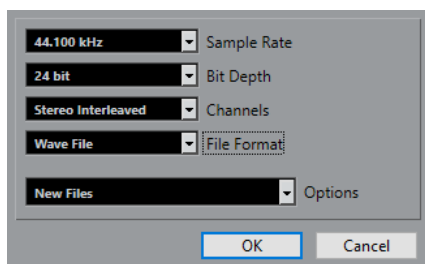 44.100 kHz Sample Rate
24 bit Bit Depth
Stereo Interleaved Channels
Wave File File Format
New Files Options
OK Cancel